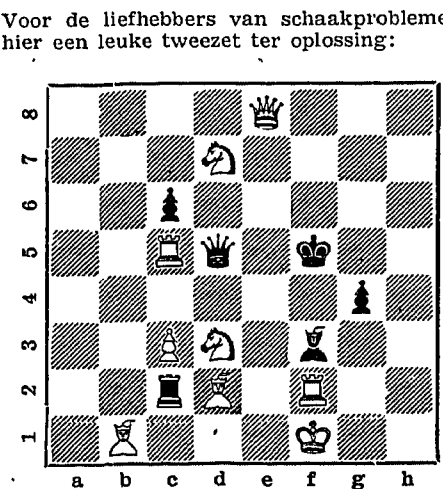 Voor de liefhebbers van schaakprobleme
hier een leuke tweezet ter oplossing:
8
7
6
5
4
3
2
1
a b c d e f g h